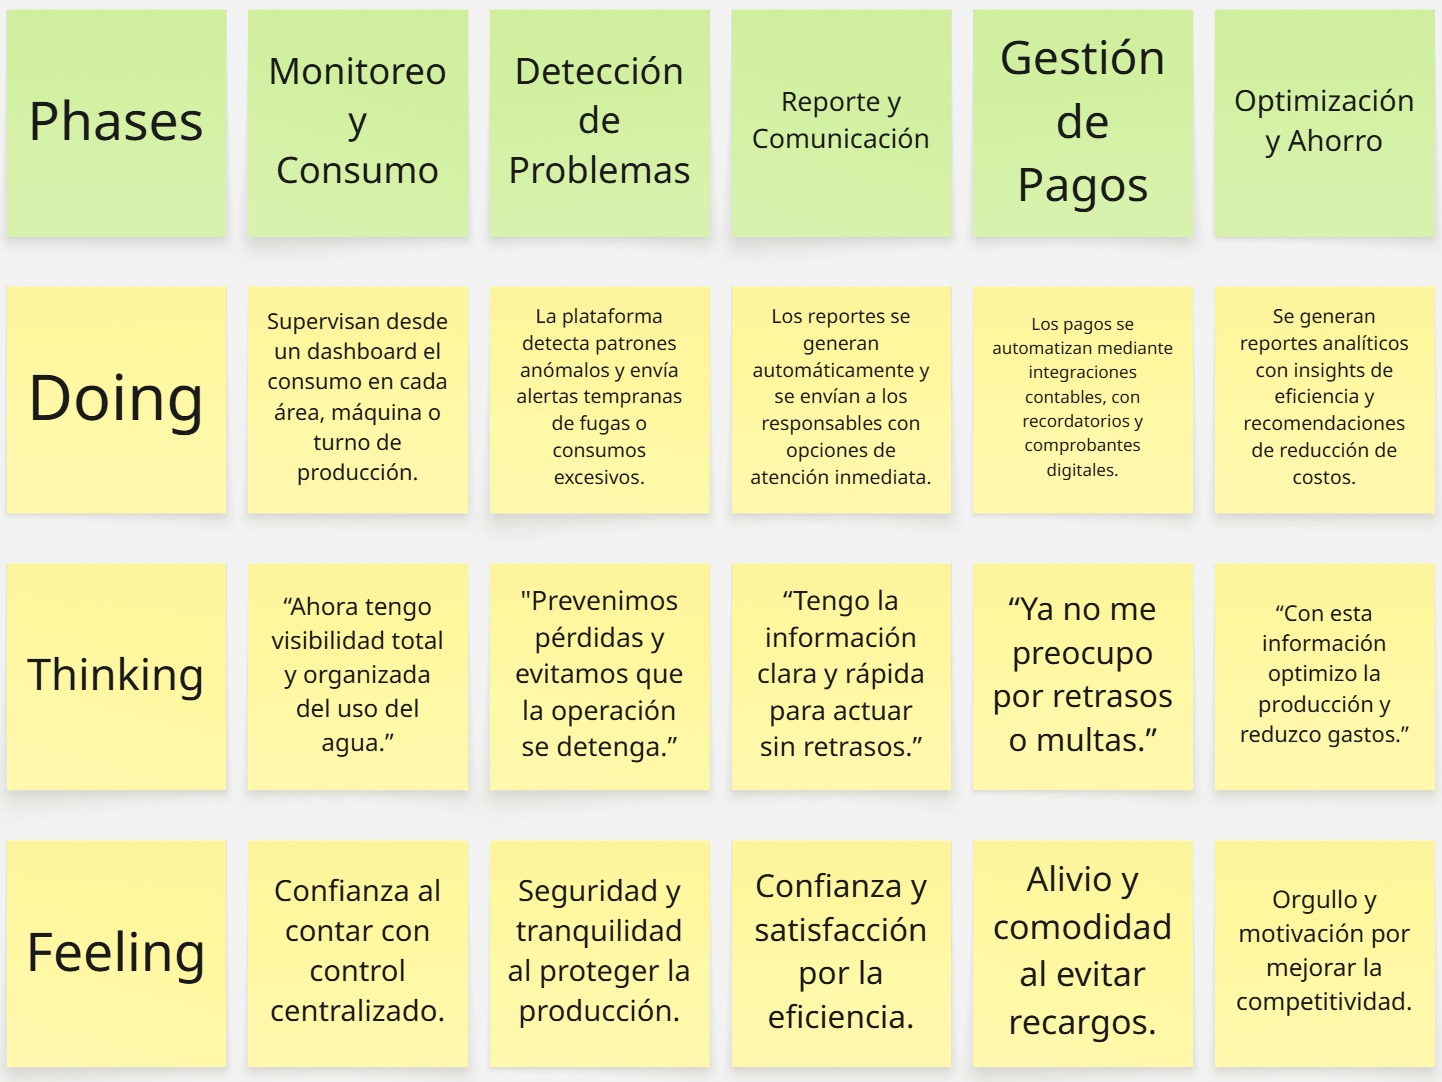 Phases
Monitoreo
y
Consumo
Detección
de
Problemas
Reporte y
Comunicación
Gestión
de
Pagos
Optimización
y Ahorro
Doing
Supervisan desde
un dashboard el
consumo en cada
área, máquina o
turno de
producción.
La plataforma
detecta patrones
anómalos y envía
alertas tempranas
de fugas o
consumos
excesivos.
Los reportes se
generan
automáticamente y
se envían a los
responsables con
opciones de
atención inmediata.
Los pagos se
automatizan mediante
integraciones
contables, con
recordatorios y
comprobantes
digitales.
Se generan
reportes analíticos
con insights de
eficiencia y
recomendaciones
de reducción de
costos.
Thinking
“Ahora tengo
visibilidad total
y organizada
del uso del
agua.”
"Prevenimos
pérdidas y
evitamos que
la operación
se detenga.”
“Tengo la
información
clara y rápida
para actuar
sin retrasos.”
“Ya no me
preocupo
por retrasos
o multas.”
“Con esta
información
optimizo la
producción y
reduzco gastos.”
Feeling
Confianza al
contar con
control
centralizado.
Seguridad y
tranquilidad
al proteger la
producción.
Confianza y
satisfacción
por la
eficiencia.
Alivio y
comodidad
al evitar
recargos.
Orgullo y
motivación por
mejorar la
competitividad.